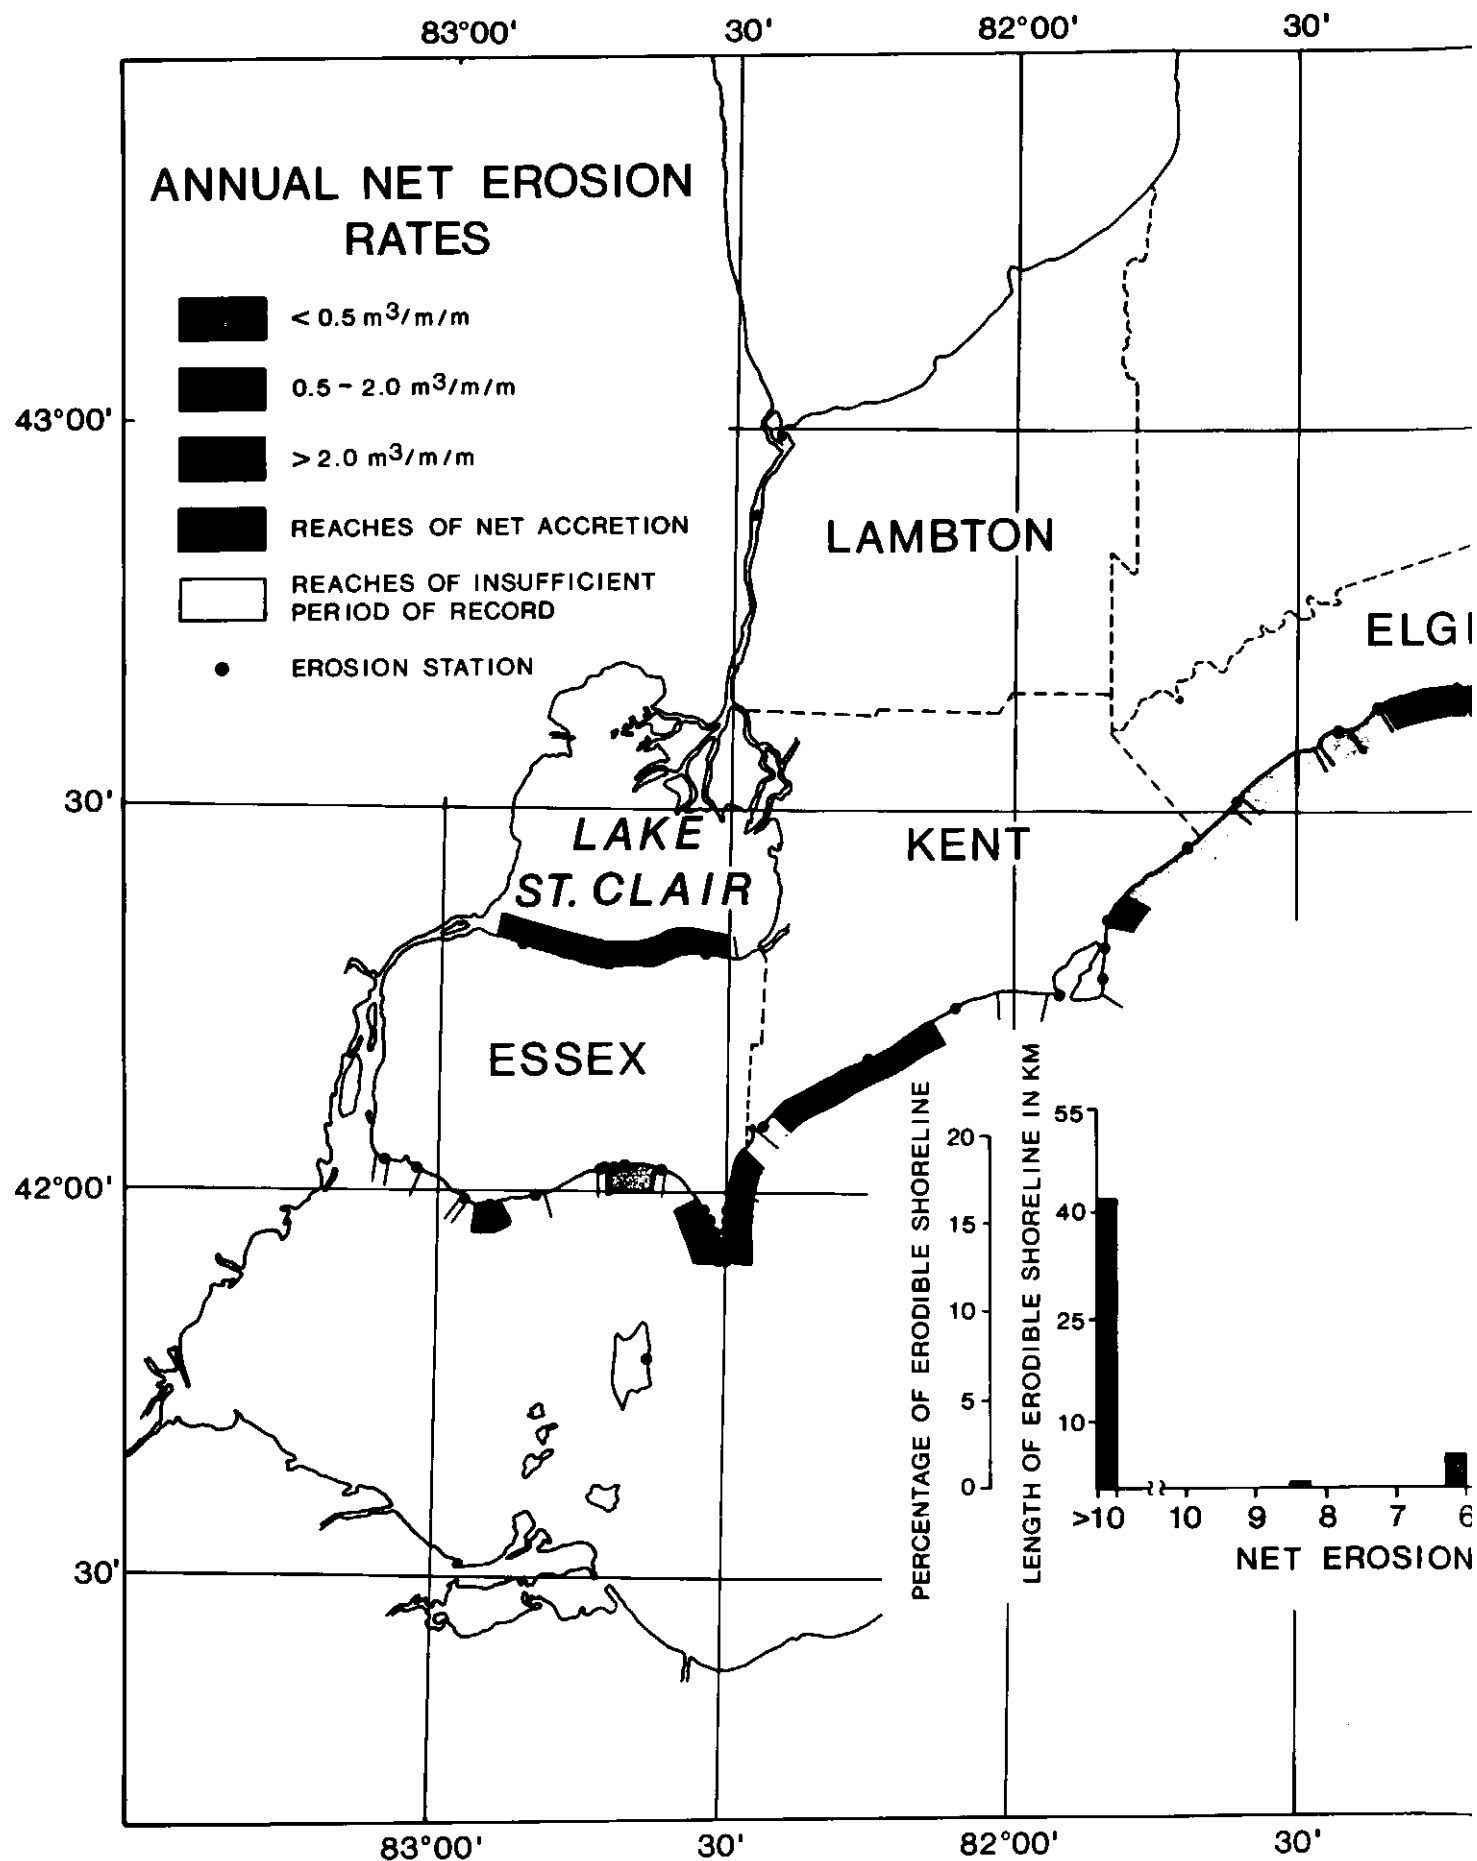 83°00' 30' 82°00' 30'
ANNUAL NET EROSION
RATES
< 0.5 m³/m/m
0.5 - 2.0 m³/m/m
> 2.0 m³/m/m
REACHES OF NET ACCRETION
REACHES OF INSUFFICIENT
PERIOD OF RECORD
EROSION STATION
43°00'
30'
42°00'
30'
LAMBTON
ELGI
KENT
LAKE
ST. CLAIR
ESSEX
PERCENTAGE OF ERODIBLE SHORELINE
20
15
10
5
0
LENGTH OF ERODIBLE SHORELINE IN KM
55
40
25
10
>10 10 9 8 7 6
NET EROSION
83°00' 30' 82°00' 30'